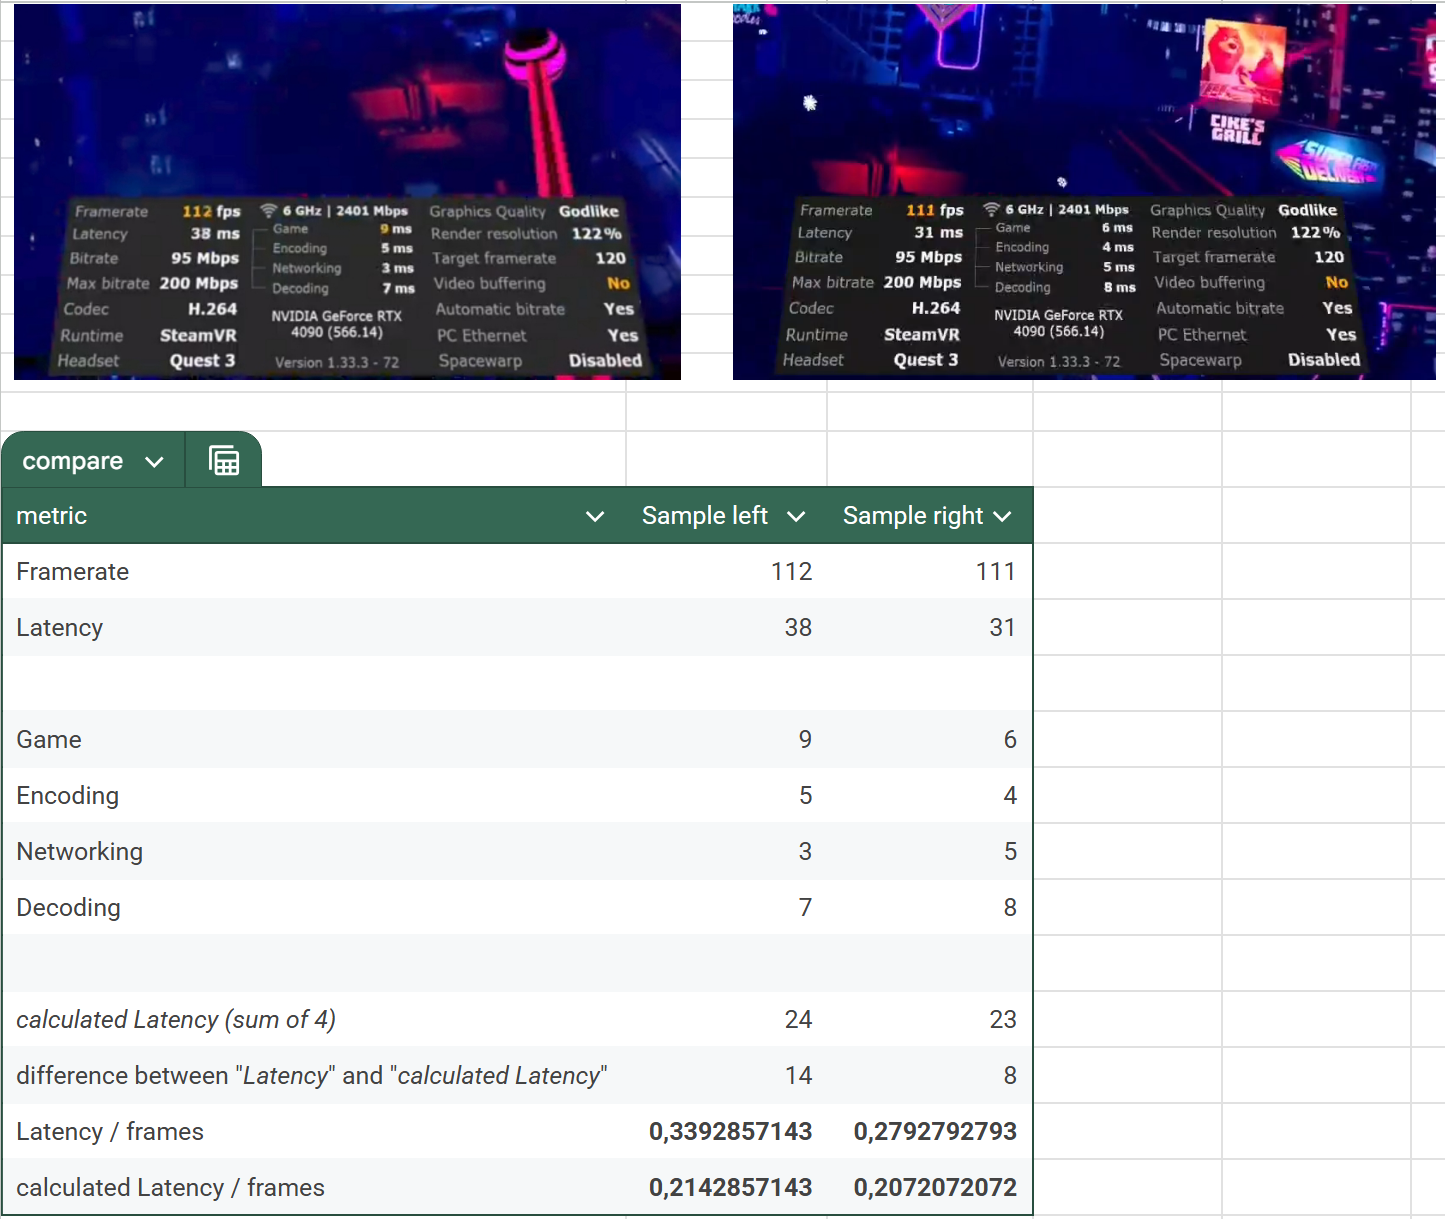 CIKE'S
GRILL
SUPER FAST
DELIVERY
Framerate 112 fps
Latency 38 ms
Bitrate 95 Mbps
Max bitrate 200 Mbps
Codec H.264
Runtime SteamVR
Headset Quest 3
6 GHz | 2401 Mbps
Game 9 ms
Encoding 5 ms
Networking 3 ms
Decoding 7 ms
NVIDIA GeForce RTX
4090 (566.14)
Version 1.33.3 - 72
Graphics Quality Godlike
Render resolution 122%
Target framerate 120
Video buffering No
Automatic bitrate Yes
PC Ethernet Yes
Spacewarp Disabled
Framerate 111 fps
Latency 31 ms
Bitrate 95 Mbps
Max bitrate 200 Mbps
Codec H.264
Runtime SteamVR
Headset Quest 3
6 GHz | 2401 Mbps
Game 6 ms
Encoding 4 ms
Networking 5 ms
Decoding 8 ms
NVIDIA GeForce RTX
4090 (566.14)
Version 1.33.3 - 72
Graphics Quality Godlike
Render resolution 122%
Target framerate 120
Video buffering No
Automatic bitrate Yes
PC Ethernet Yes
Spacewarp Disabled
compare
metric Sample left Sample right
Framerate 112 111
Latency 38 31
Game 9 6
Encoding 5 4
Networking 3 5
Decoding 7 8
calculated Latency (sum of 4) 24 23
difference between "Latency" and "calculated Latency" 14 8
Latency / frames 0,3392857143 0,2792792793
calculated Latency / frames 0,2142857143 0,2072072072